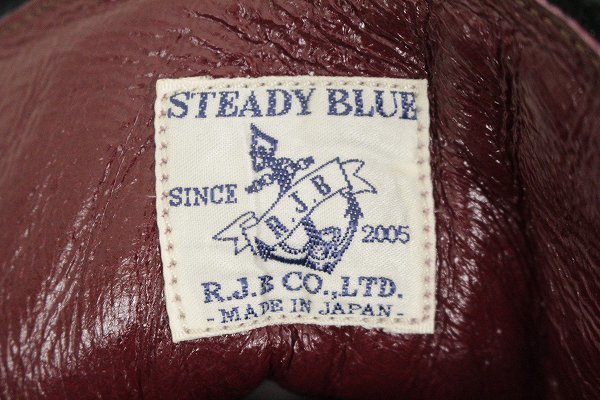 STEADY BLUE
SINCE
R.J.B
2005
R.J.B CO.,LTD.
- MADE IN JAPAN -